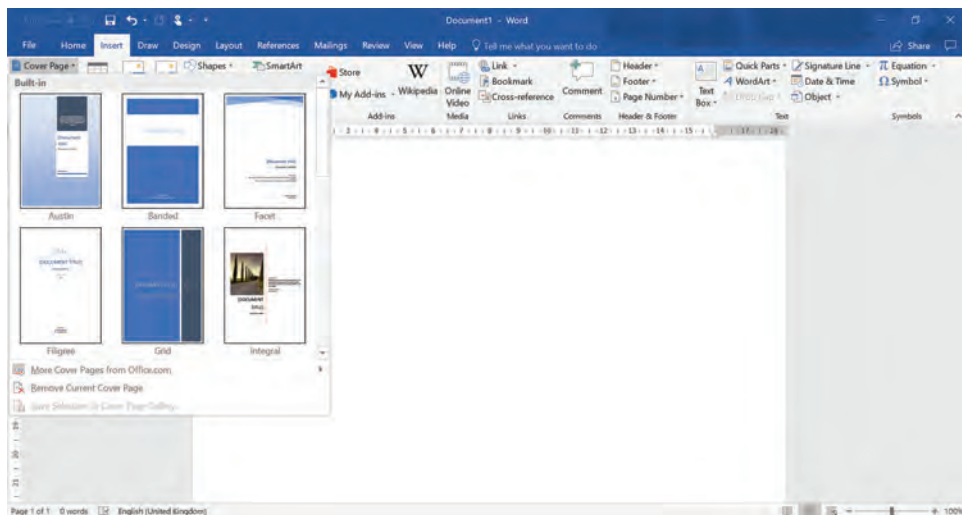 Document1 - Word
File Home Insert Draw Design Layout References Mailings Review View Help Tell me what you want to do Share
Cover Page Shapes SmartArt Store W Link Header A Quick Parts Signature Line π Equation
Built-in My Add-ins Wikipedia Online Video Bookmark Comment Footer Text Box WordArt Date & Time Ω Symbol
Cross-reference Page Number Drop Cap Object
Add-ins Media Links Comments Header & Footer Text Symbols
Austin Banded Facet
DOCUMENT TITLE
[DOCUMENT TITLE]
Filigree Grid Integral
More Cover Pages from Office.com
Remove Current Cover Page
Save Selection to Cover Page Gallery...
Page 1 of 1 0 words English (United Kingdom) 100%